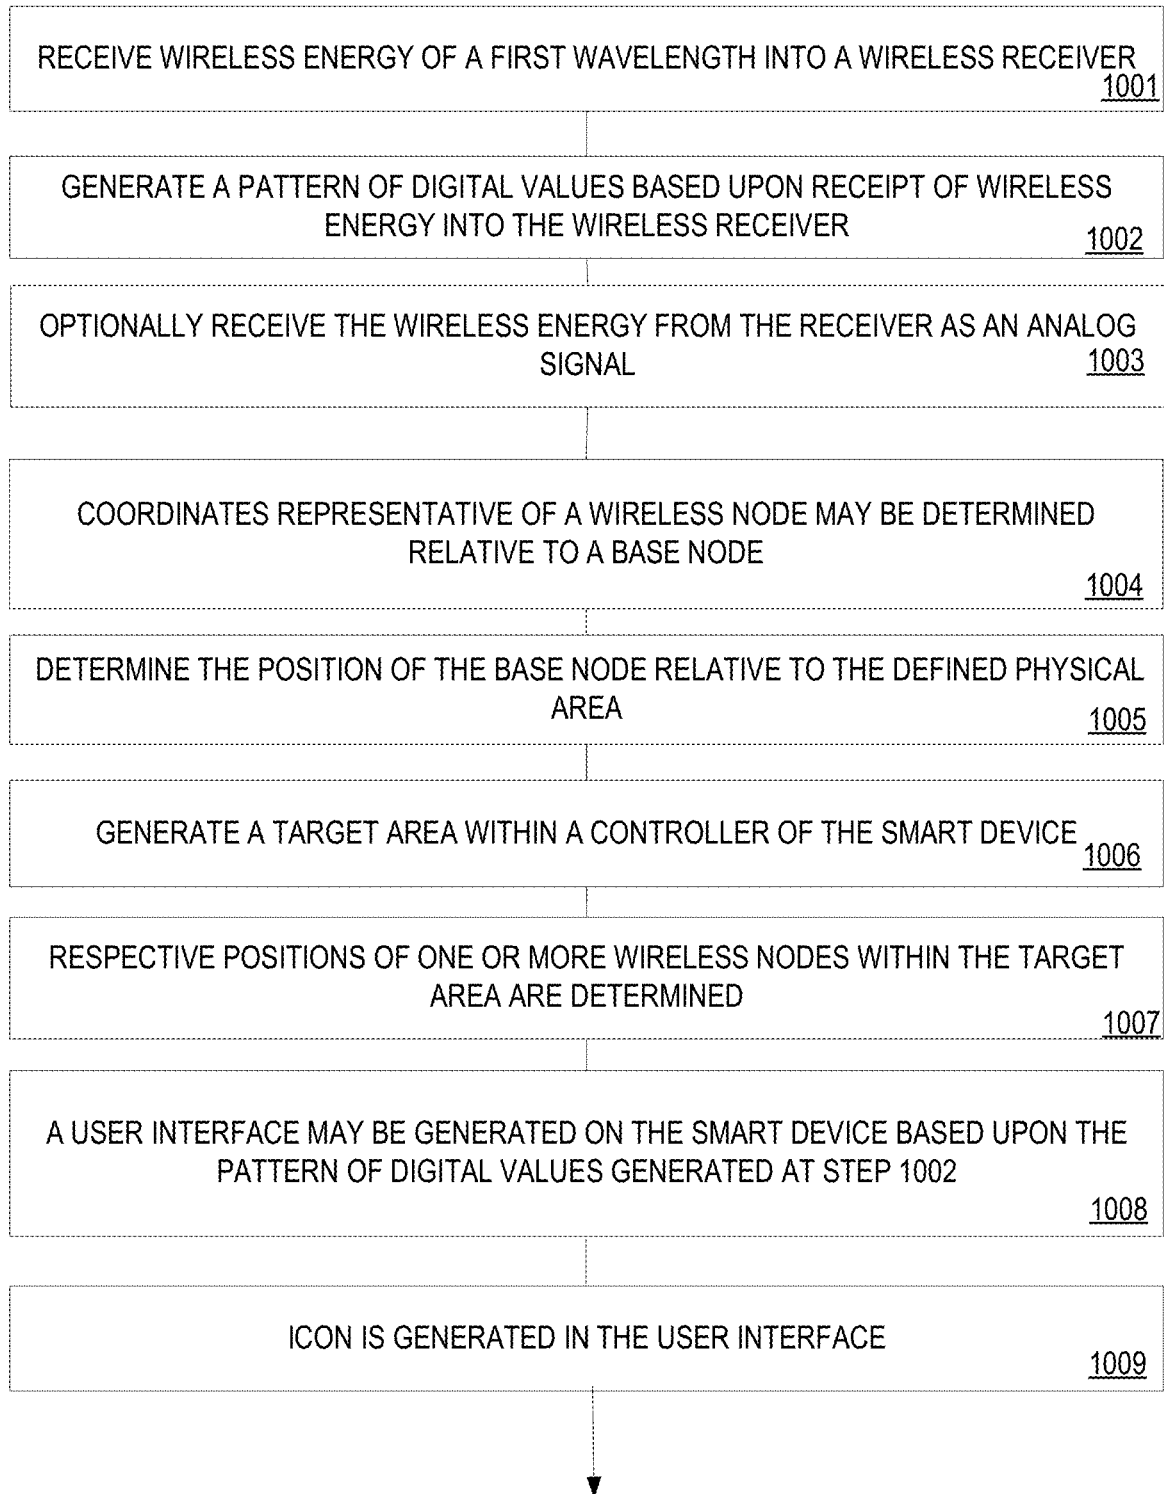 RECEIVE WIRELESS ENERGY OF A FIRST WAVELENGTH INTO A WIRELESS RECEIVER
1001
GENERATE A PATTERN OF DIGITAL VALUES BASED UPON RECEIPT OF WIRELESS
ENERGY INTO THE WIRELESS RECEIVER
1002
OPTIONALLY RECEIVE THE WIRELESS ENERGY FROM THE RECEIVER AS AN ANALOG
SIGNAL
1003
COORDINATES REPRESENTATIVE OF A WIRELESS NODE MAY BE DETERMINED
RELATIVE TO A BASE NODE
1004
DETERMINE THE POSITION OF THE BASE NODE RELATIVE TO THE DEFINED PHYSICAL
AREA
1005
GENERATE A TARGET AREA WITHIN A CONTROLLER OF THE SMART DEVICE
1006
RESPECTIVE POSITIONS OF ONE OR MORE WIRELESS NODES WITHIN THE TARGET
AREA ARE DETERMINED
1007
A USER INTERFACE MAY BE GENERATED ON THE SMART DEVICE BASED UPON THE
PATTERN OF DIGITAL VALUES GENERATED AT STEP 1002
1008
ICON IS GENERATED IN THE USER INTERFACE
1009